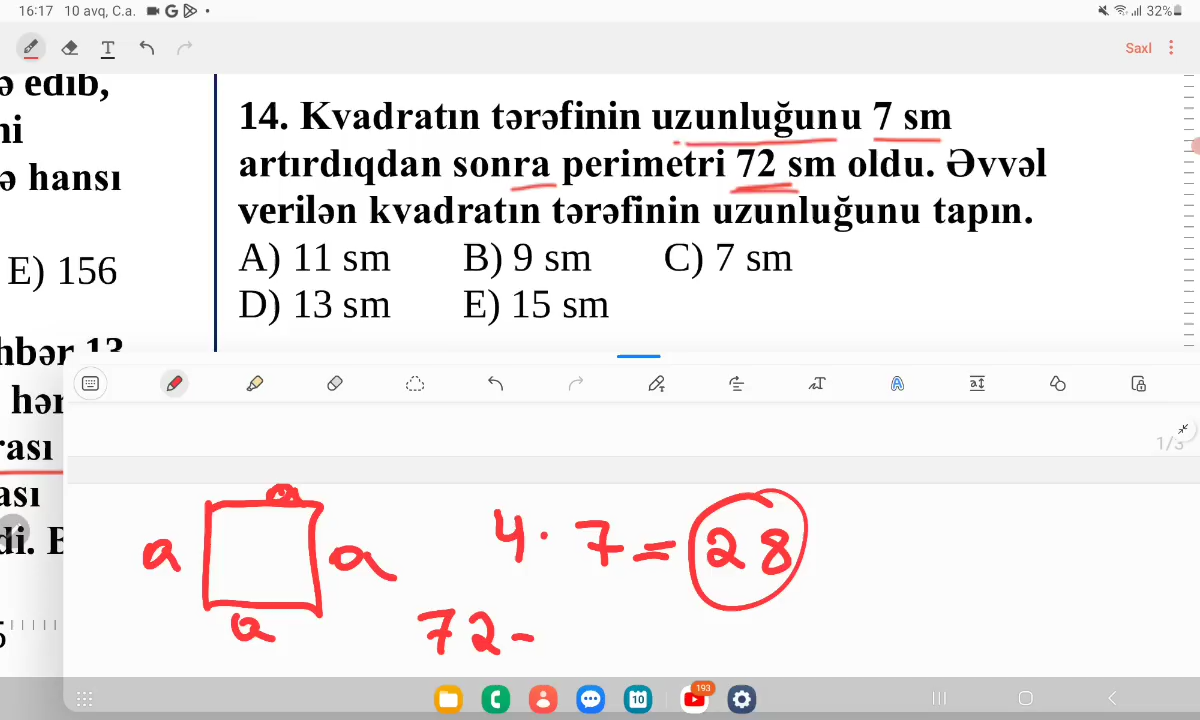 16:17 10 avq, C.a. 32%
T Saxl
ə edib,
ni
ə hansı
E) 156
hbər 13
hər
rası
ası
di. B
14. Kvadratın tərəfinin uzunluğunu 7 sm
artırdıqdan sonra perimetri 72 sm oldu. Əvvəl
verilən kvadratın tərəfinin uzunluğunu tapın.
A) 11 sm B) 9 sm C) 7 sm
D) 13 sm E) 15 sm
1/3
a
a a 4 · 7 = 28
a 72 -
10 193